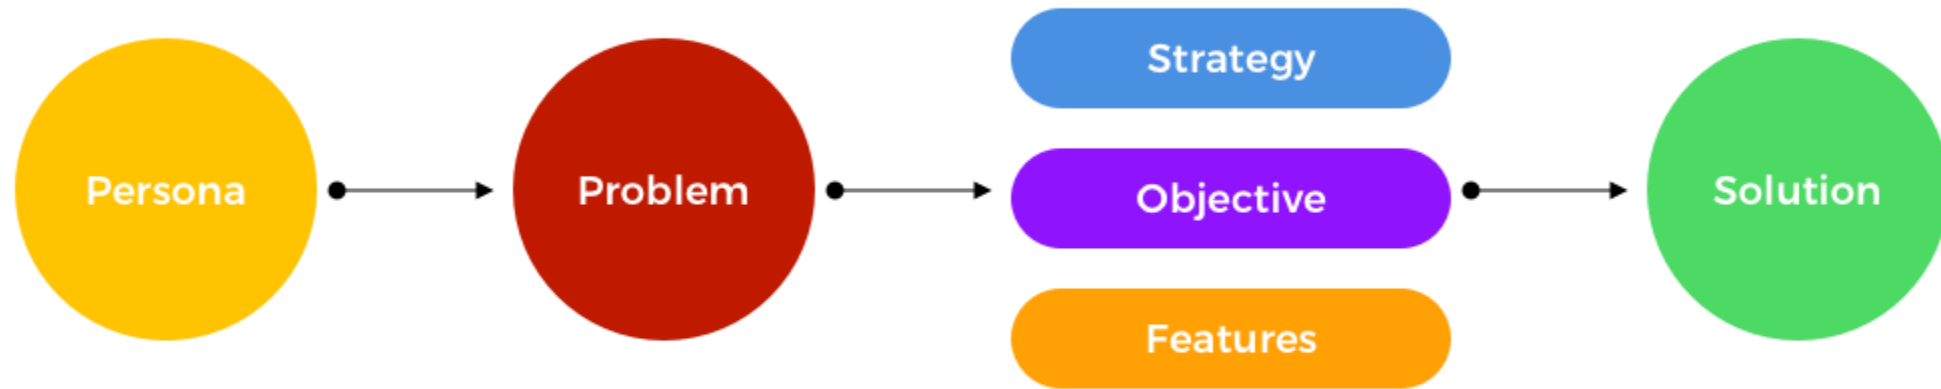 Persona
Problem
Strategy
Objective
Features
Solution